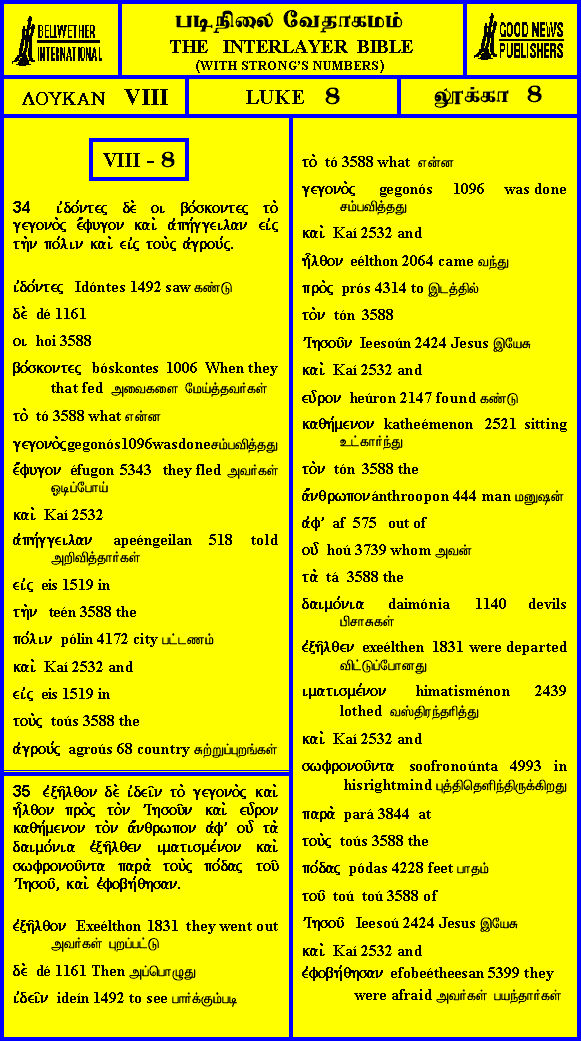 BELLWETHER
INTERNATIONAL
படிநிலை வேதாகமம்
THE INTERLAYER BIBLE
(WITH STRONG'S NUMBERS)
GOOD NEWS
PUBLISHERS
ΛΟΥΚΑΝ VIII
LUKE 8
லூக்கா 8
VIII - 8
34 ἰδόντες δὲ οι βόσκοντες τὸ
γεγονὸς ἔφυγον καὶ ἀπήγγειλαν εἰς
τὴν πόλιν καὶ εἰς τοὺς ἀγρούς.
ἰδόντες Idóntes 1492 saw கண்டு
δὲ dé 1161
οι hoi 3588
βόσκοντες bóskontes 1006 When they
that fed அவைகளை மேய்த்தவர்கள்
τὸ tó 3588 what என்ன
γεγονὸς gegonós 1096 was done சம்பவித்தது
ἔφυγον éfugon 5343 they fled அவர்கள்
ஓடிப்போய்
καὶ Kaí 2532
ἀπήγγειλαν apeéngeilan 518 told
அறிவித்தார்கள்
εἰς eis 1519 in
τὴν teén 3588 the
πόλιν pólin 4172 city பட்டணம்
καὶ Kaí 2532 and
εἰς eis 1519 in
τοὺς toús 3588 the
ἀγρούς agroús 68 country சுற்றுப்புறங்கள்
35 ἐξῆλθον δὲ ἰδεῖν τὸ γεγονὸς καὶ
ἦλθον πρὸς τὸν Ἰησοῦν καὶ εὗρον
καθήμενον τὸν ἄνθρωπον ἀφ' οὗ τὰ
δαιμόνια ἐξῆλθεν ιματισμένον καὶ
σωφρονοῦντα παρὰ τοὺς πόδας τοῦ
Ἰησοῦ, καὶ ἐφοβήθησαν.
ἐξῆλθον Exeélthon 1831 they went out
அவர்கள் புறப்பட்டு
δὲ dé 1161 Then அப்பொழுது
ἰδεῖν ideín 1492 to see பார்க்கும்படி
τὸ tó 3588 what என்ன
γεγονὸς gegonós 1096 was done
சம்பவித்தது
καὶ Kaí 2532 and
ἦλθον eélthon 2064 came வந்து
πρὸς prós 4314 to இடத்தில்
τὸν tón 3588
Ἰησοῦν Ieesoún 2424 Jesus இயேசு
καὶ Kaí 2532 and
εὗρον heúron 2147 found கண்டு
καθήμενον katheémenon 2521 sitting
உட்கார்ந்து
τὸν tón 3588 the
ἄνθρωπον ánthroopon 444 man மனுஷன்
ἀφ' af 575 out of
οὗ hoú 3739 whom அவன்
τὰ tá 3588 the
δαιμόνια daimónia 1140 devils
பிசாசுகள்
ἐξῆλθεν exeélthen 1831 were departed
விட்டுப்போனது
ιματισμένον himatisménon 2439
lothed வஸ்திரந்தரித்து
καὶ Kaí 2532 and
σωφρονοῦντα soofronoúnta 4993 in
hisrightmind புத்திதெளிந்திருக்கிறது
παρὰ pará 3844 at
τοὺς toús 3588 the
πόδας pódas 4228 feet பாதம்
τοῦ toú toú 3588 of
Ἰησοῦ Ieesoú 2424 Jesus இயேசு
καὶ Kaí 2532 and
ἐφοβήθησαν efobeétheesan 5399 they
were afraid அவர்கள் பயந்தார்கள்